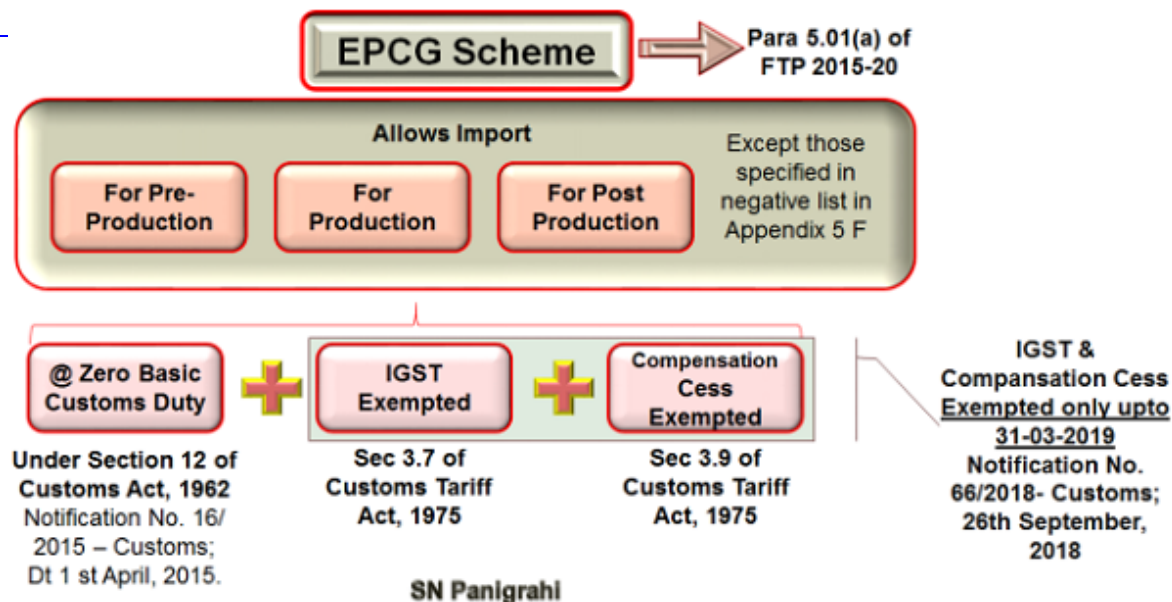 EPCG Scheme
Para 5.01(a) of
FTP 2015-20
Allows Import
For Pre-
Production
For
Production
For Post
Production
Except those
specified in
negative list in
Appendix 5 F
@ Zero Basic
Customs Duty
IGST
Exempted
Compensation
Cess
Exempted
Under Section 12 of
Customs Act, 1962
Notification No. 16/
2015 – Customs;
Dt 1 st April, 2015.
Sec 3.7 of
Customs Tariff
Act, 1975
Sec 3.9 of
Customs Tariff
Act, 1975
IGST &
Compansation Cess
Exempted only upto
31-03-2019
Notification No.
66/2018- Customs;
26th September,
2018
SN Panigrahi